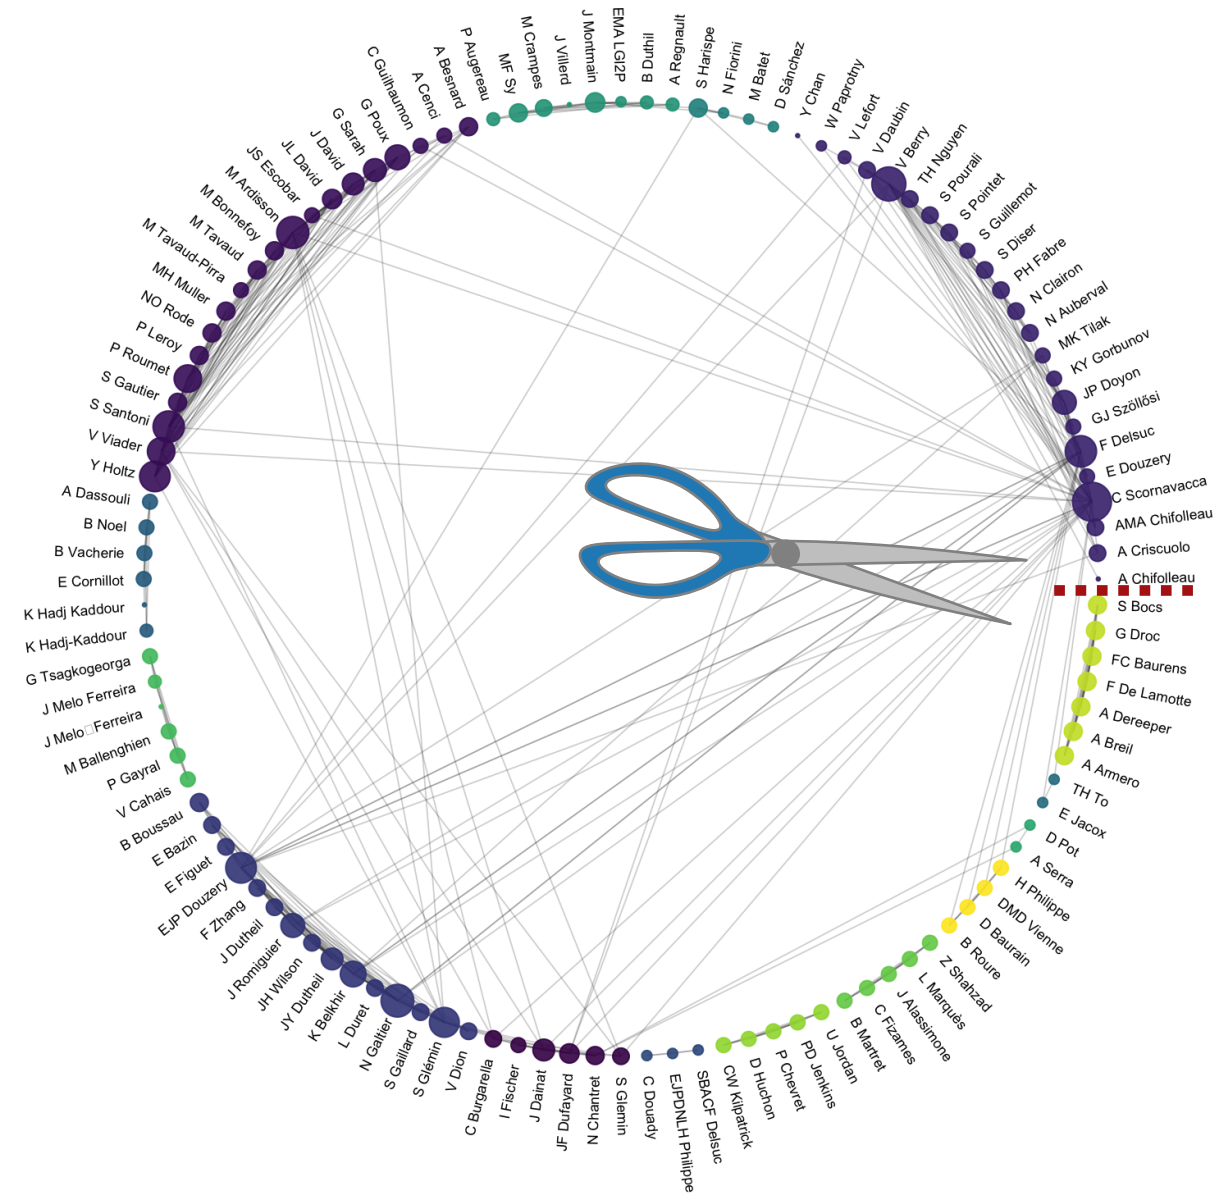 P Augereau
MF Sy
M Crampes
J Villerd
J Montmain
EMA LGI2P
B Duthil
A Regnault
S Harispe
N Fiorini
M Batet
D Sánchez
Y Chan
W Paprotny
V Lefort
V Daubin
V Berry
TH Nguyen
S Pourali
S Pointet
S Guillemot
S Diser
PH Fabre
N Clairon
N Auberval
MK Tilak
KY Gorbunov
JP Doyon
GJ Szöllősi
F Delsuc
E Douzery
C Scornavacca
AMA Chifolleau
A Criscuolo
A Chifolleau
S Bocs
G Droc
FC Baurens
F De Lamotte
A Dereeper
A Breil
A Armero
TH To
E Jacox
D Pot
A Serra
H Philippe
DMD Vienne
D Baurain
B Roure
Z Shahzad
L Marquès
J Alassimone
C Fizames
B Martret
U Jordan
PD Jenkins
P Chevret
D Huchon
CW Kilpatrick
SBACF Delsuc
EJPDNLH Philippe
C Douady
S Glemin
N Chantret
JF Dufayard
J Dainat
I Fischer
C Burgarella
V Dion
S Glémin
S Gaillard
N Galtier
L Duret
K Belkhir
JY Dutheil
JH Wilson
J Romiguier
J Dutheil
F Zhang
EJP Douzery
E Figuet
E Bazin
B Boussau
V Cahais
P Gayral
M Ballenghien
J Melo□Ferreira
J Melo Ferreira
G Tsagkogeorga
K Hadj-Kaddour
K Hadj Kaddour
E Cornillot
B Vacherie
B Noel
A Dassouli
Y Holtz
V Viader
S Santoni
S Gautier
P Roumet
P Leroy
NO Rode
MH Muller
M Tavaud-Pirra
M Tavaud
M Bonnefoy
M Ardisson
JS Escobar
JL David
J David
G Sarah
G Poux
C Guilhaumon
A Cenci
A Besnard